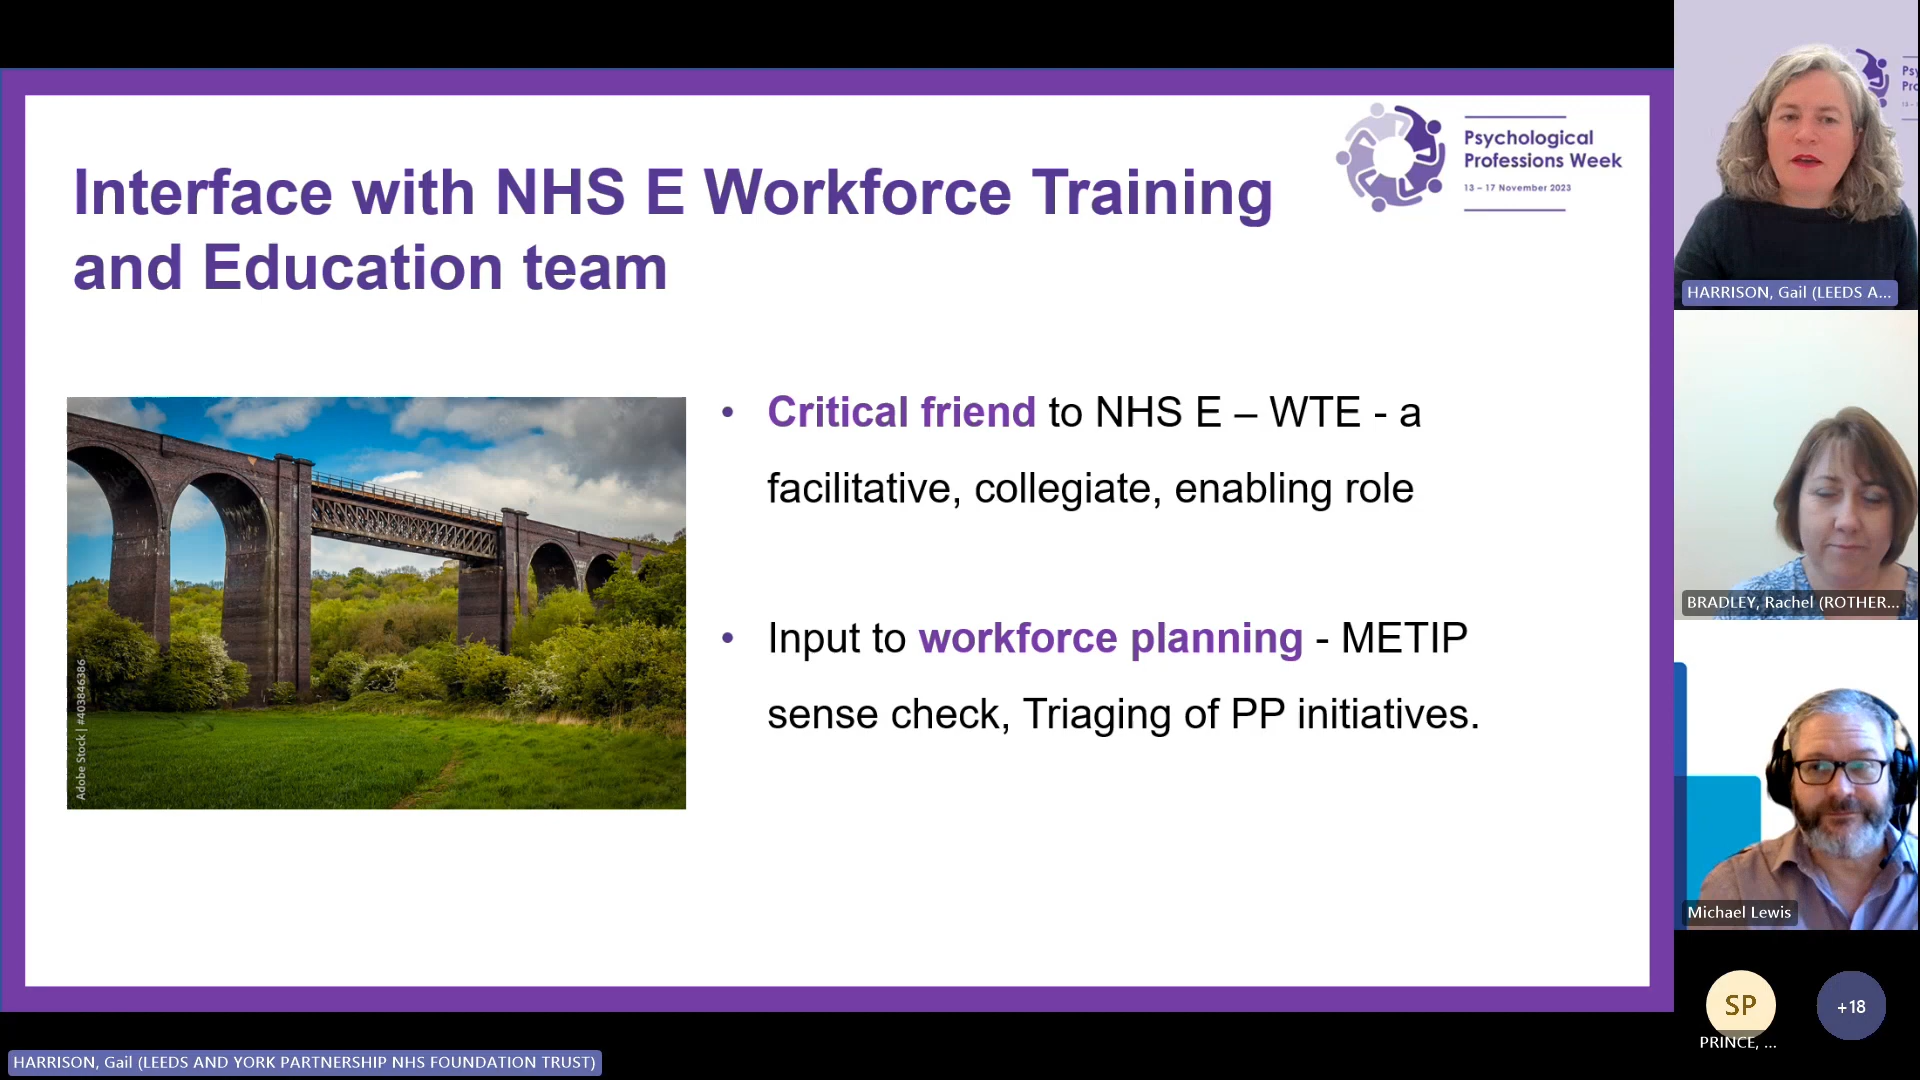 Interface with NHS E Workforce Training
and Education team
Psychological
Professions Week
13 – 17 November 2023
• Critical friend to NHS E – WTE - a
facilitative, collegiate, enabling role
• Input to workforce planning - METIP
sense check, Triaging of PP initiatives.
Adobe Stock | #403846386
HARRISON, Gail (LEEDS A...
BRADLEY, Rachel (ROTHER...
Michael Lewis
SP
PRINCE, ...
+18
HARRISON, Gail (LEEDS AND YORK PARTNERSHIP NHS FOUNDATION TRUST)